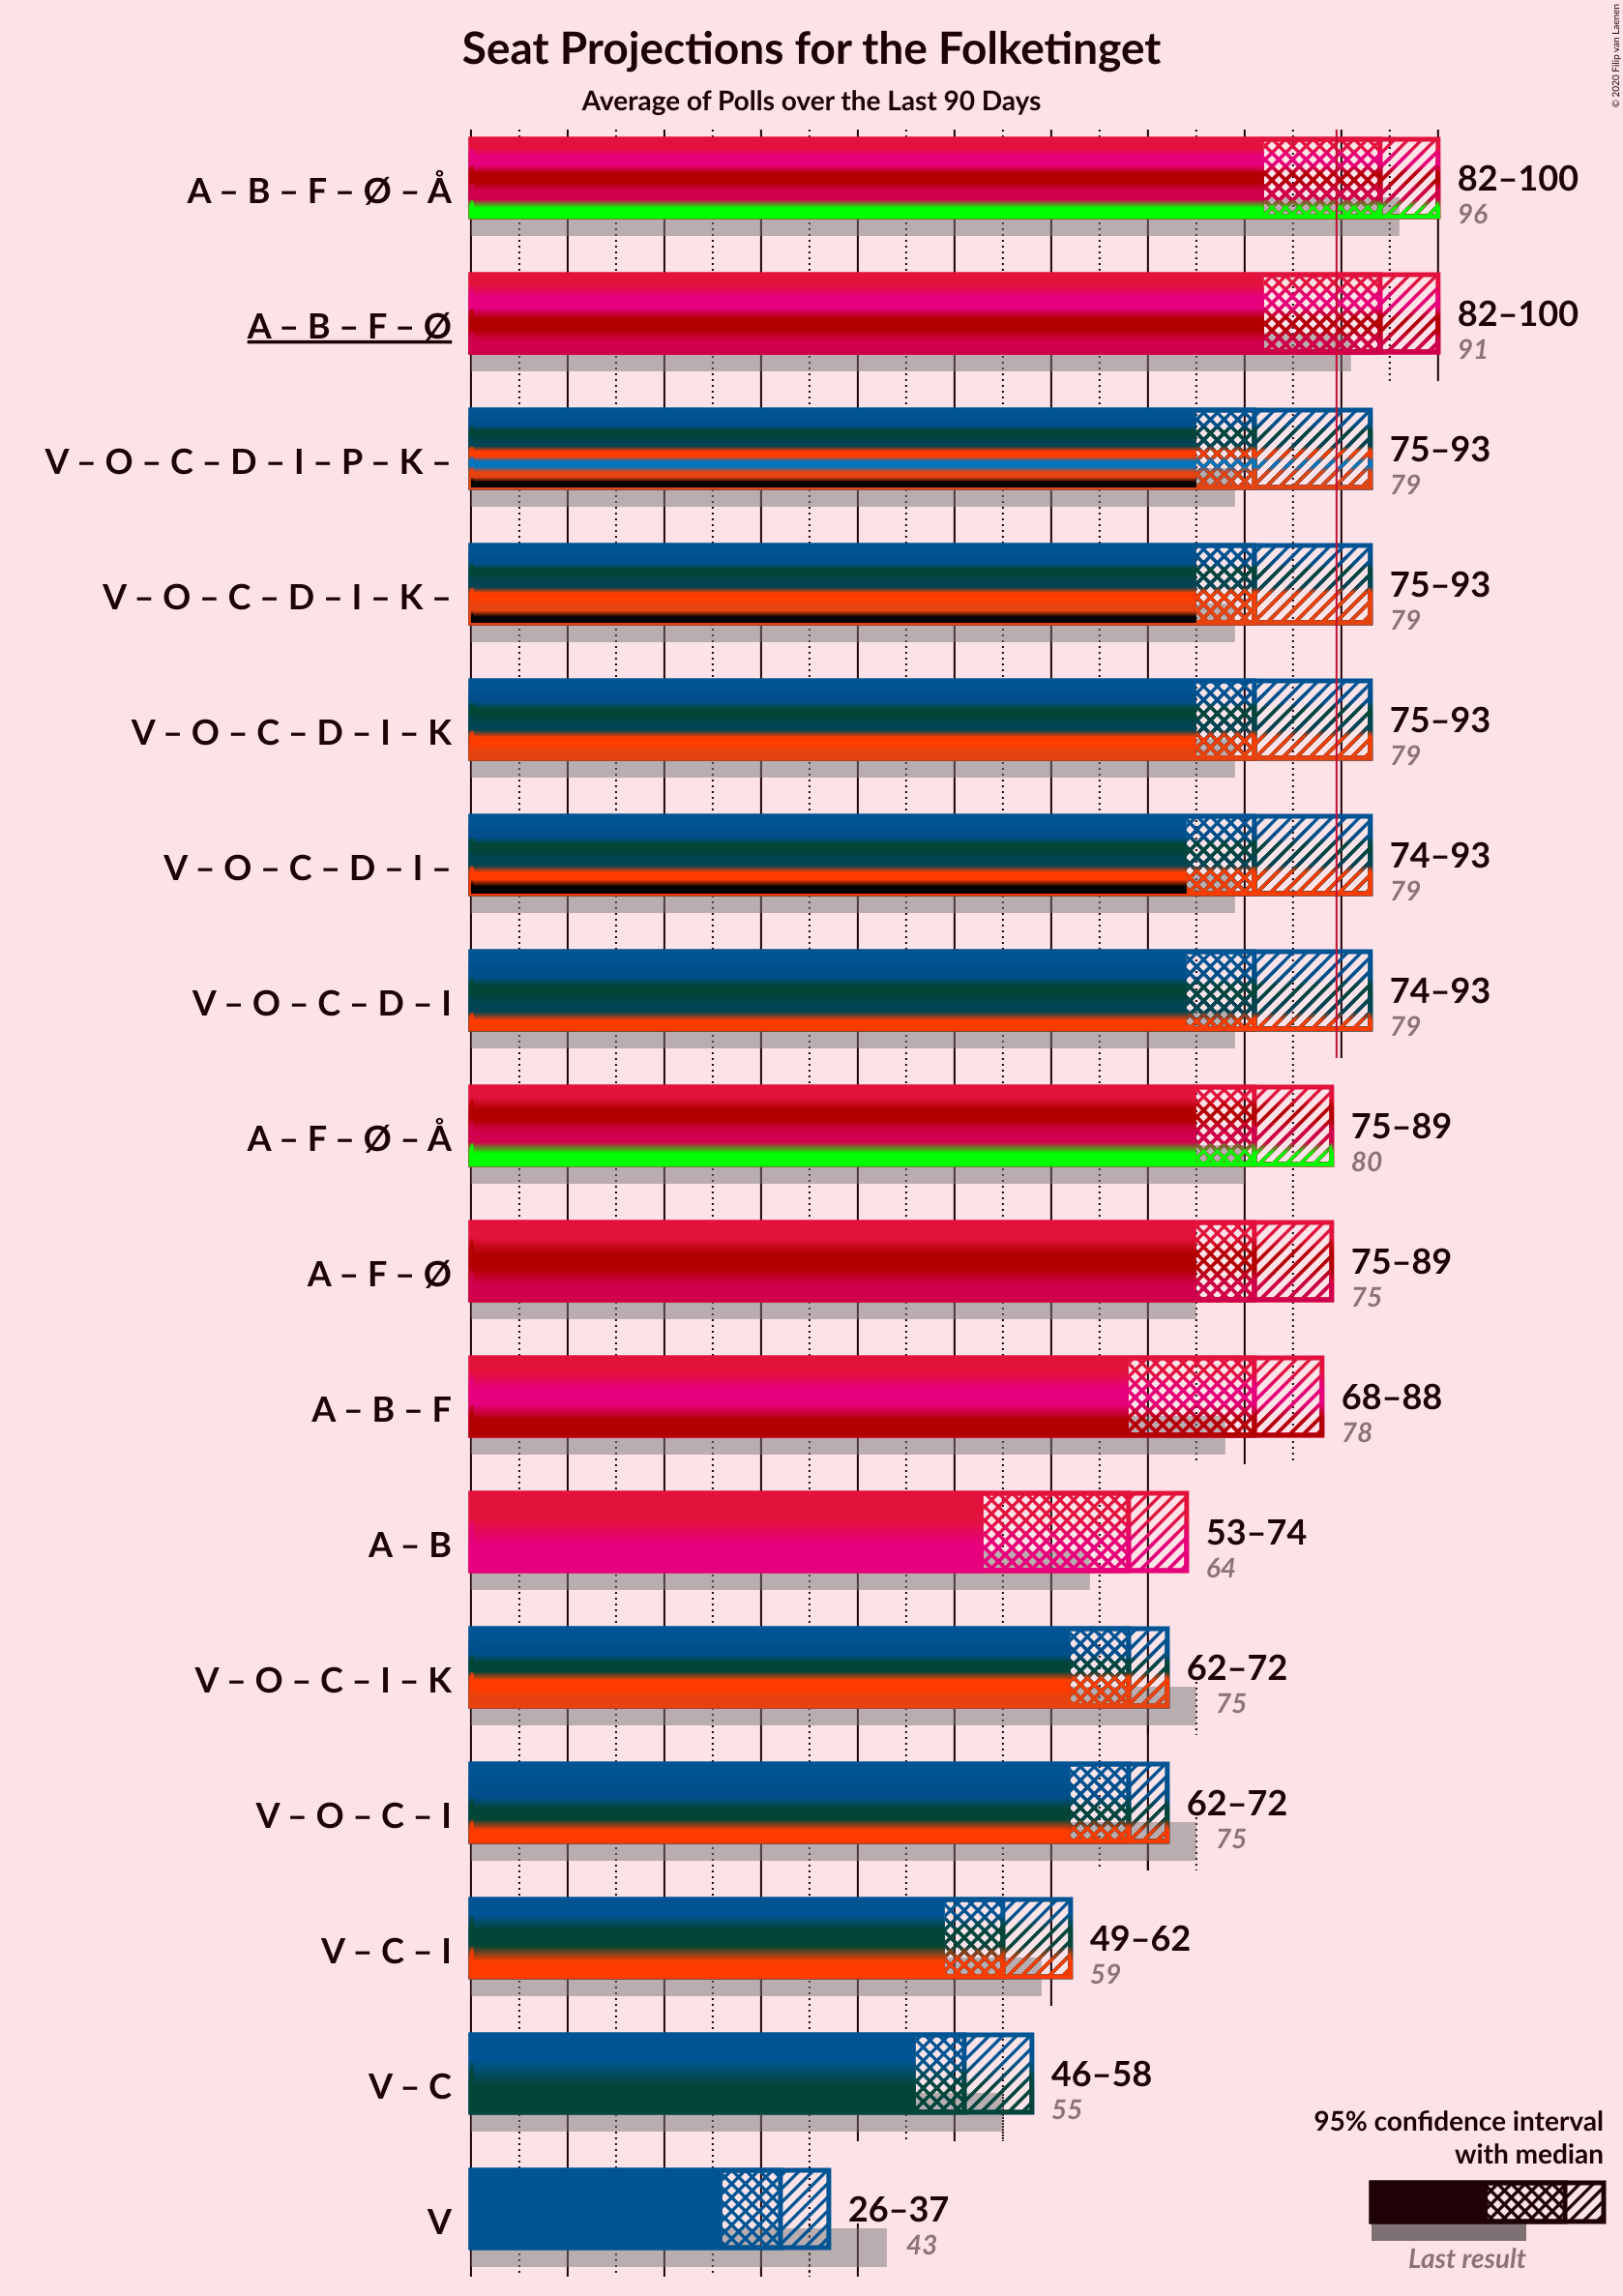 Seat Projections for the Folketinget
Average of Polls over the Last 90 Days
© 2020 Filip van Laenen
A – B – F – Ø – Å
82–100
96
A – B – F – Ø
82–100
91
V – O – C – D – I – P – K –
75–93
79
V – O – C – D – I – K –
75–93
79
V – O – C – D – I – K
75–93
79
V – O – C – D – I –
74–93
79
V – O – C – D – I
74–93
79
A – F – Ø – Å
75–89
80
A – F – Ø
75–89
75
A – B – F
68–88
78
A – B
53–74
64
V – O – C – I – K
62–72
75
V – O – C – I
62–72
75
V – C – I
49–62
59
V – C
46–58
55
V
26–37
43
95% confidence interval
with median
Last result